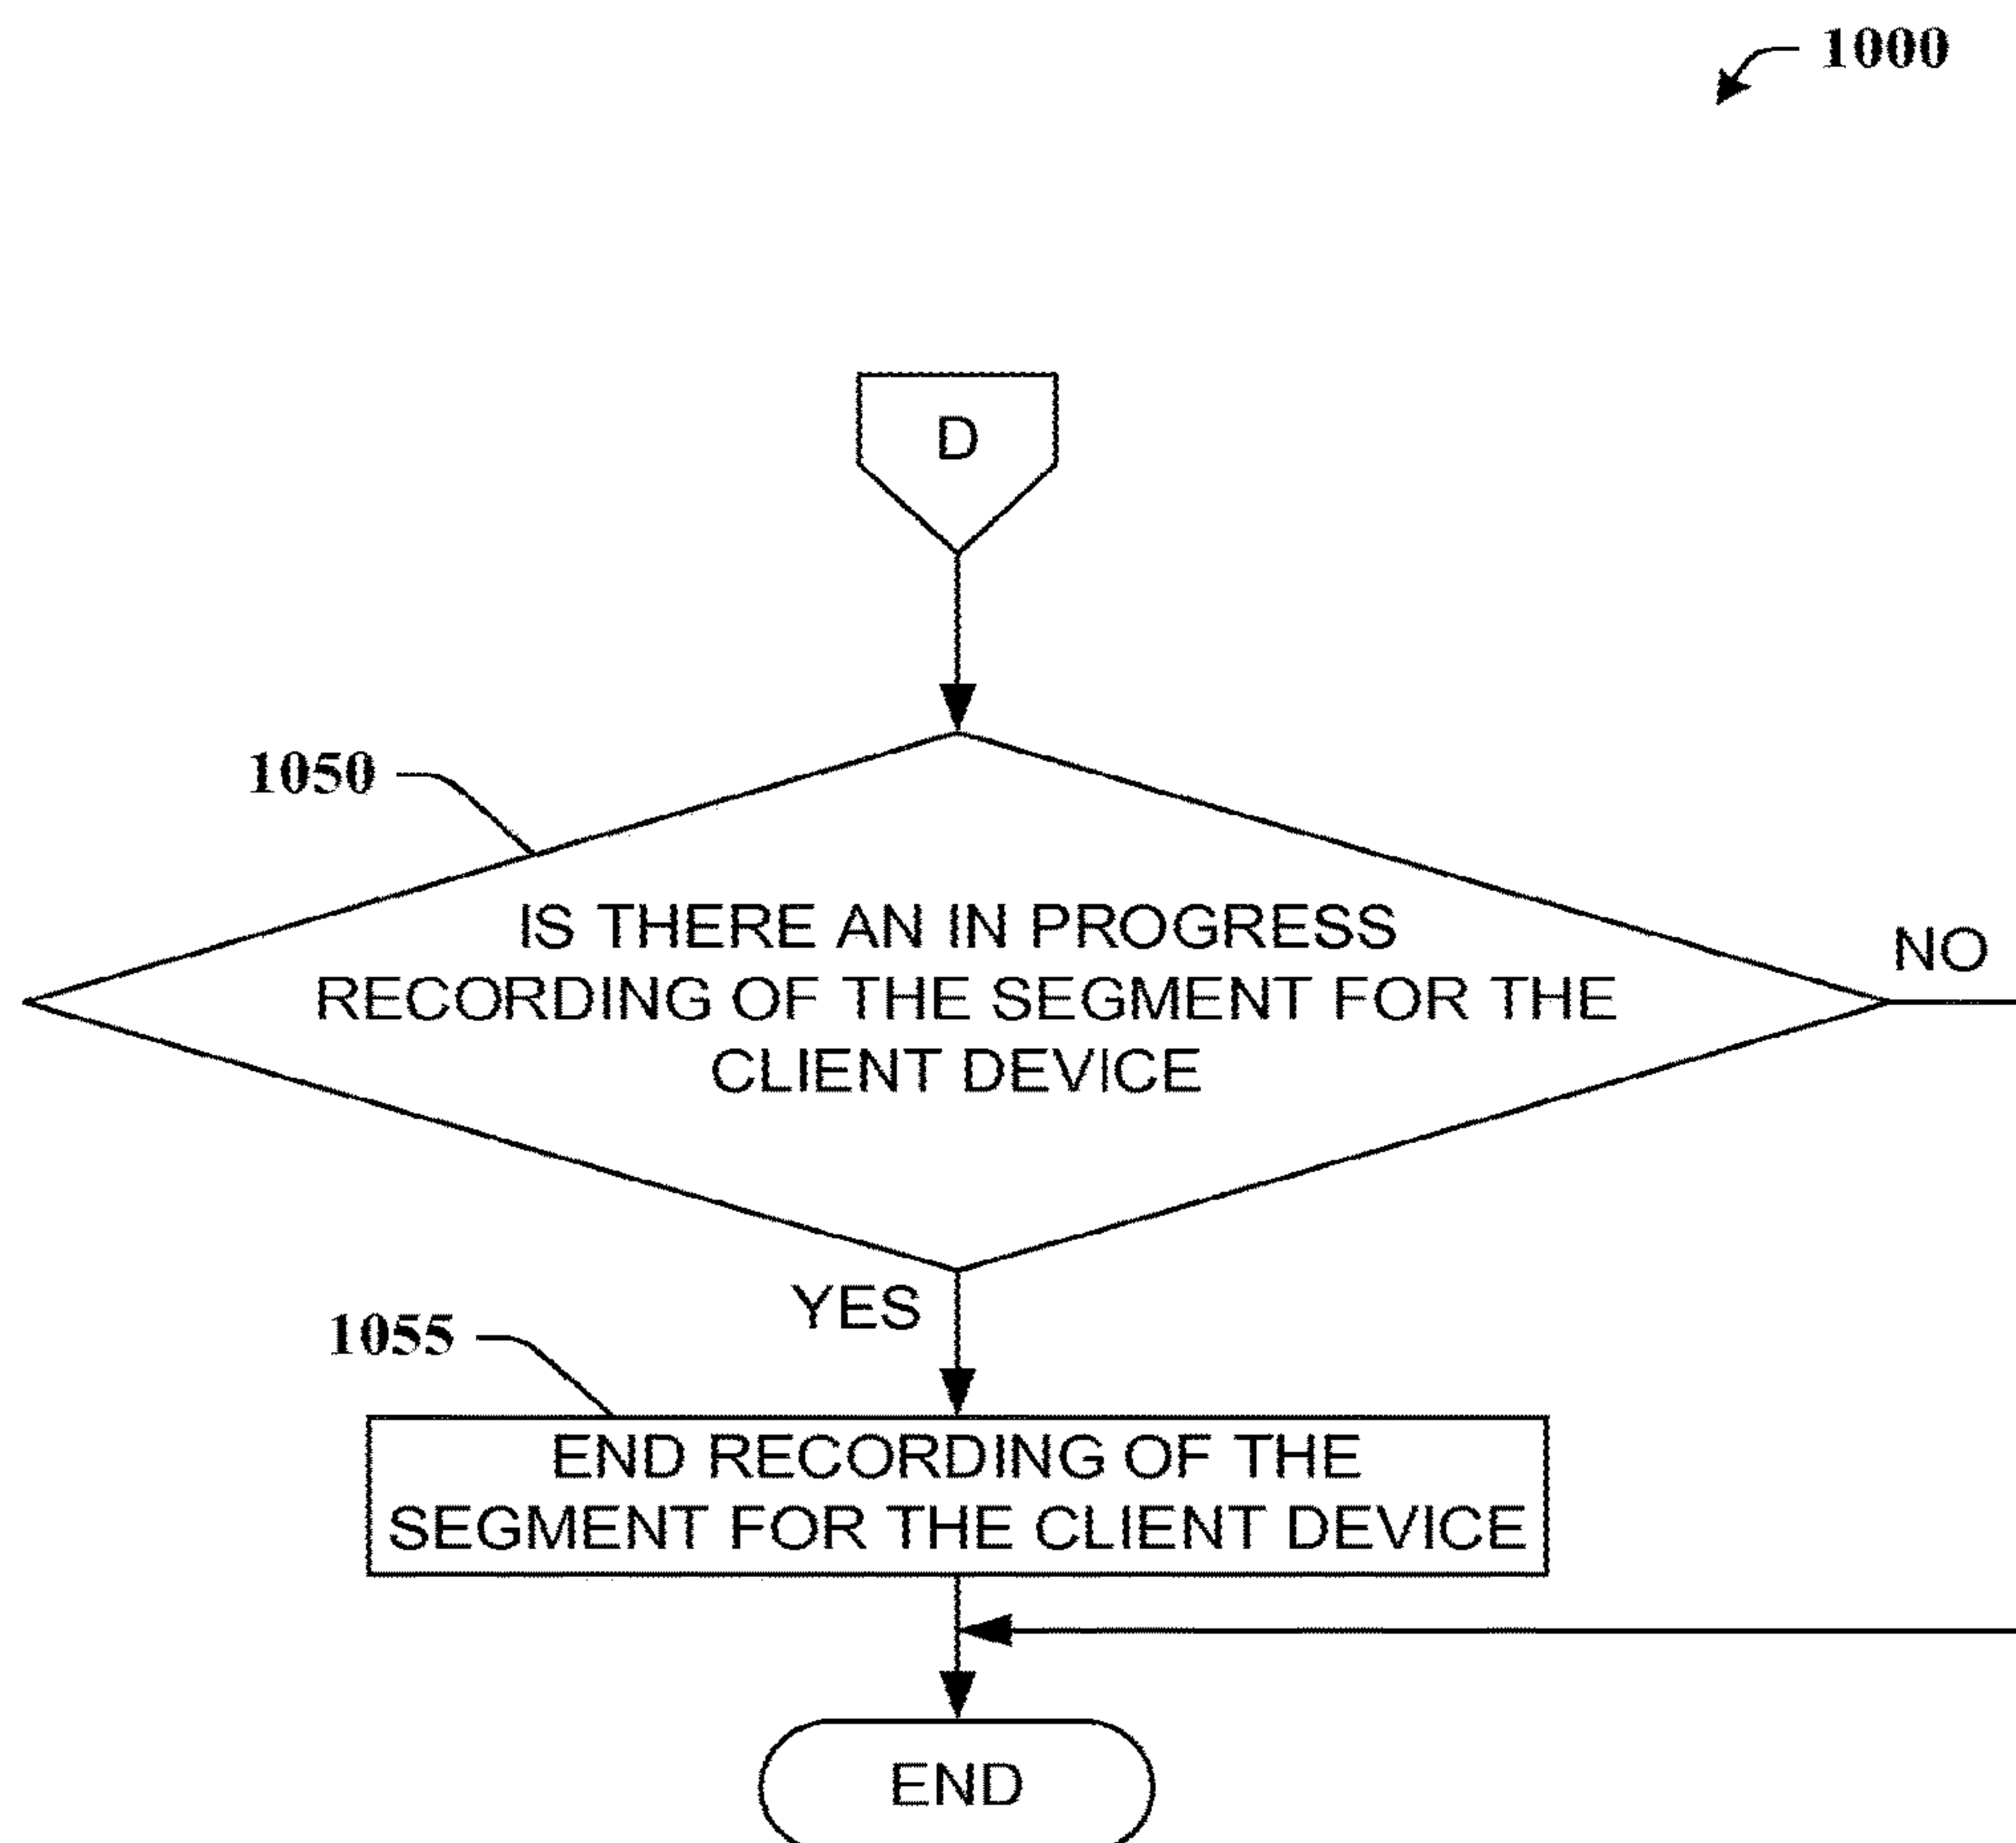 1000
D
1050
IS THERE AN IN PROGRESS
RECORDING OF THE SEGMENT FOR THE
CLIENT DEVICE
NO
YES
1055
END RECORDING OF THE
SEGMENT FOR THE CLIENT DEVICE
END